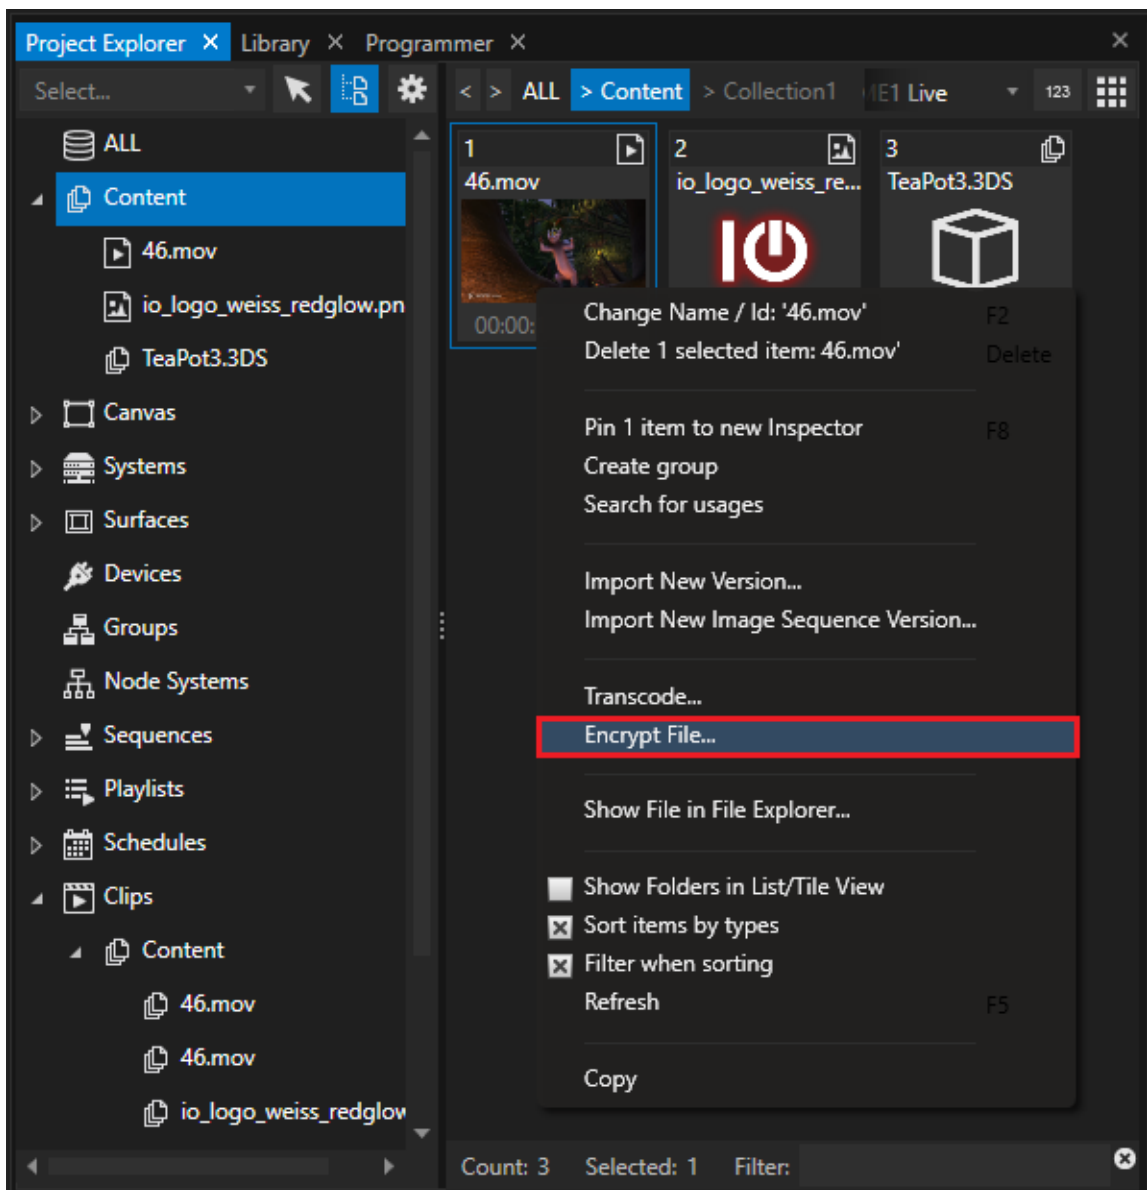 Project Explorer
Library
Programmer
Select...
ALL
Content
46.mov
io_logo_weiss_redglow.pn
TeaPot3.3DS
Canvas
Systems
Surfaces
Devices
Groups
Node Systems
Sequences
Playlists
Schedules
Clips
Content
46.mov
46.mov
io_logo_weiss_redglow
< > ALL > Content > Collection1 ME1 Live 123
1
46.mov
00:00:
2
io_logo_weiss_re...
3
TeaPot3.3DS
Change Name / Id: '46.mov' F2
Delete 1 selected item: 46.mov' Delete
Pin 1 item to new Inspector F8
Create group
Search for usages
Import New Version...
Import New Image Sequence Version...
Transcode...
Encrypt File...
Show File in File Explorer...
Show Folders in List/Tile View
Sort items by types
Filter when sorting
Refresh F5
Copy
Count: 3 Selected: 1 Filter: